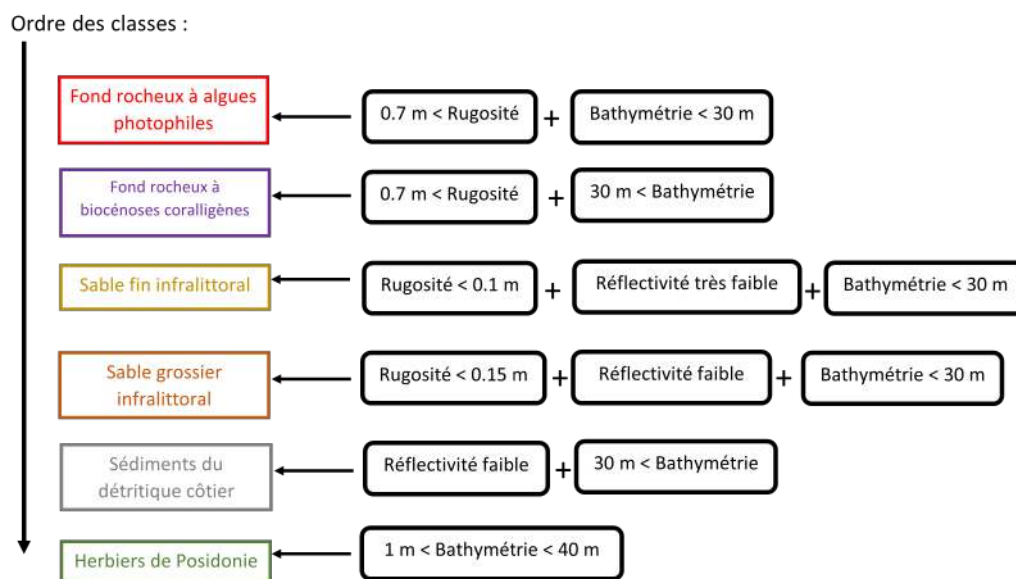 Ordre des classes :
Fond rocheux à algues
photophiles
0.7 m < Rugosité
+
Bathymétrie < 30 m
Fond rocheux à
biocénoses coralligènes
0.7 m < Rugosité
+
30 m < Bathymétrie
Sable fin infralittoral
Rugosité < 0.1 m
+
Réflectivité très faible
+
Bathymétrie < 30 m
Sable grossier
infralittoral
Rugosité < 0.15 m
+
Réflectivité faible
+
Bathymétrie < 30 m
Sédiments du
détritique côtier
Réflectivité faible
+
30 m < Bathymétrie
Herbiers de Posidonie
1 m < Bathymétrie < 40 m